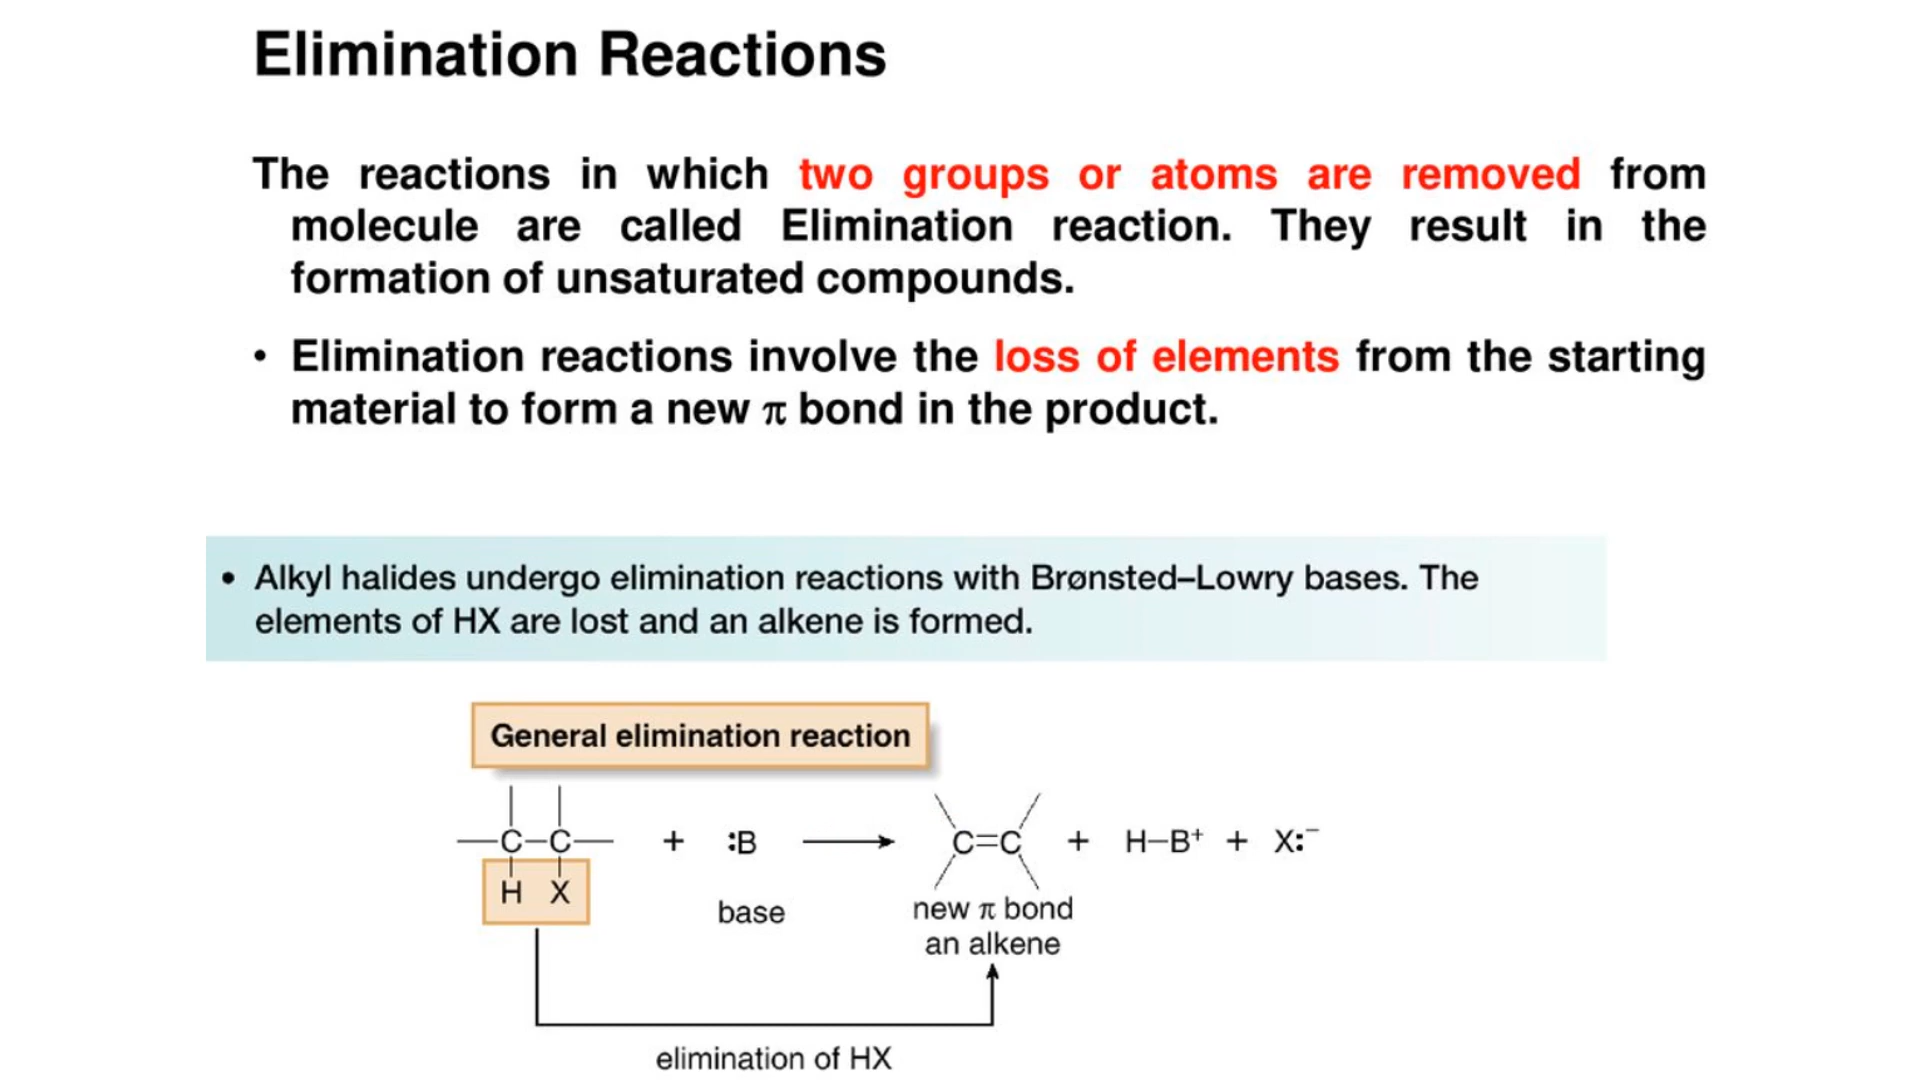 Elimination Reactions
The reactions in which two groups or atoms are removed from
molecule are called Elimination reaction. They result in the
formation of unsaturated compounds.
• Elimination reactions involve the loss of elements from the starting
material to form a new π bond in the product.
• Alkyl halides undergo elimination reactions with Brønsted–Lowry bases. The
elements of HX are lost and an alkene is formed.
General elimination reaction
—C–C— + :B → C=C + H–B⁺ + X:⁻
H X
base
new π bond
an alkene
elimination of HX